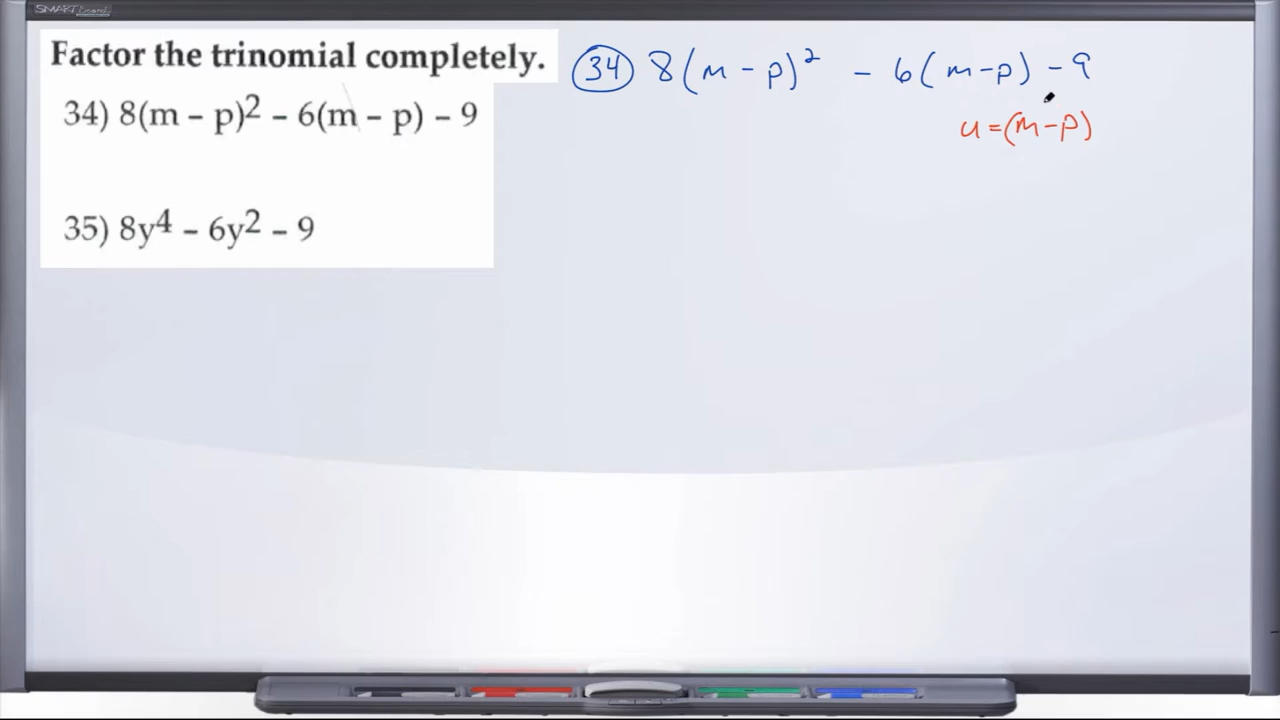 SMART Board
Factor the trinomial completely.
34) 8(m – p)2 – 6(m – p) – 9
35) 8y4 – 6y2 – 9
34 8(m – p)² – 6(m – p) – 9
u = (m – p)